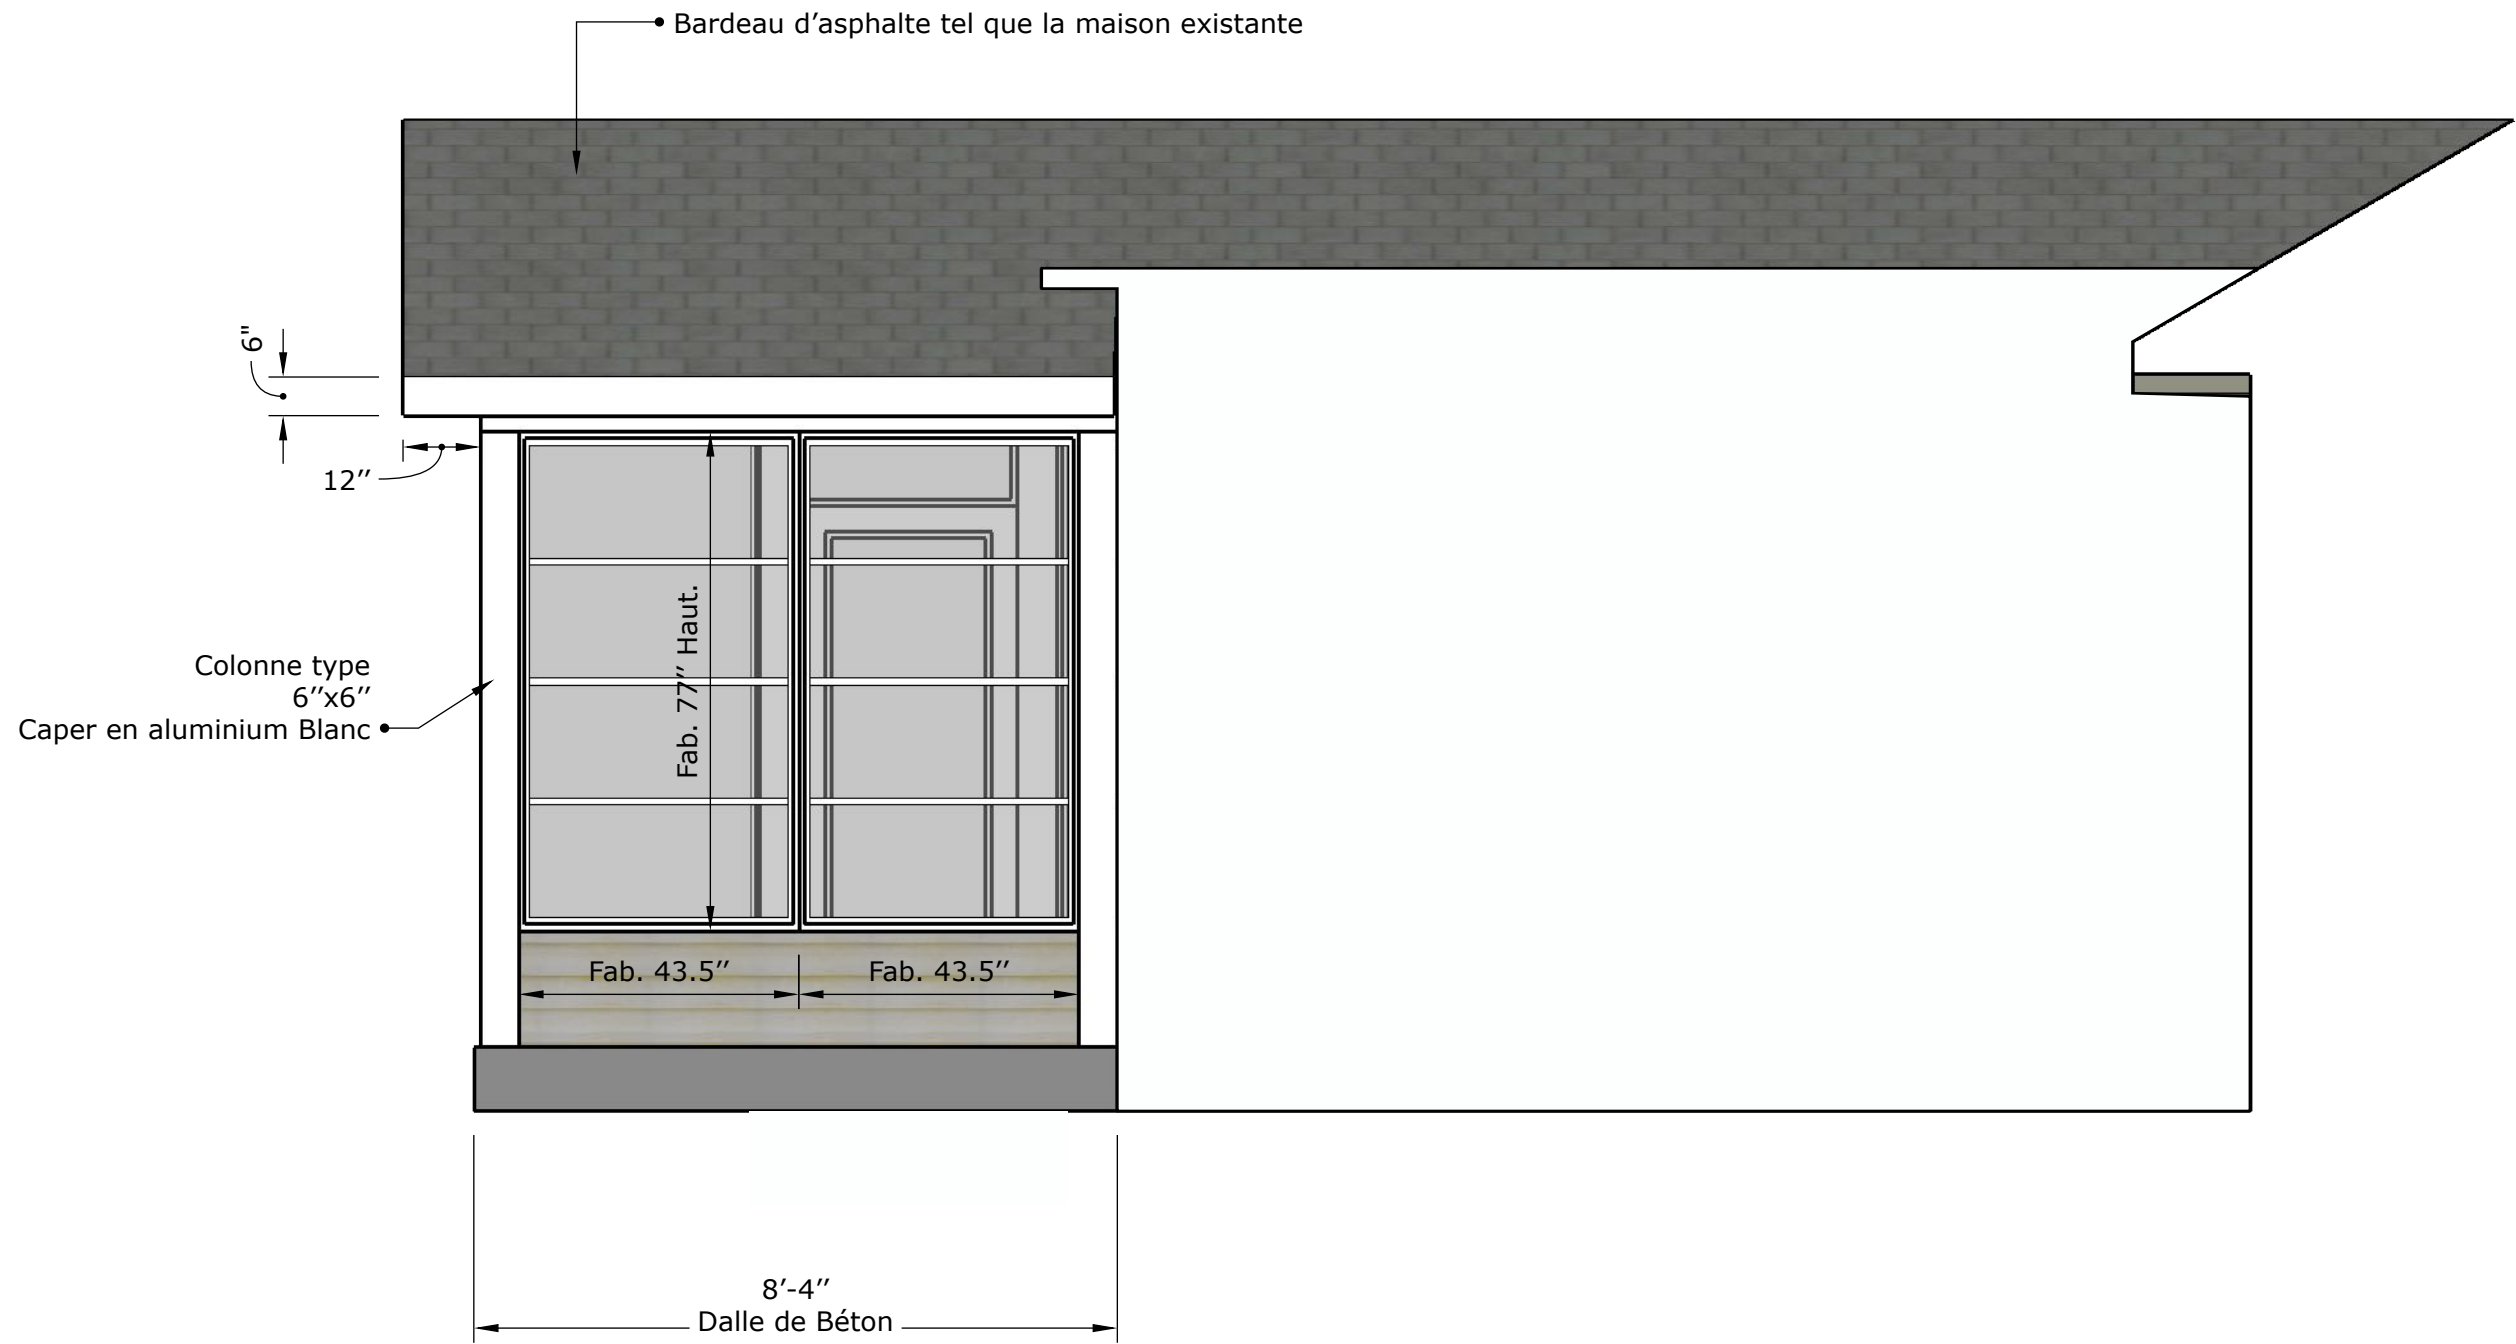 Bardeau d’asphalte tel que la maison existante
6"
12’’
Fab. 77’’ Haut.
Colonne type
6’’x6’’
Caper en aluminium Blanc
Fab. 43.5’’
Fab. 43.5’’
8’-4’’
Dalle de Béton